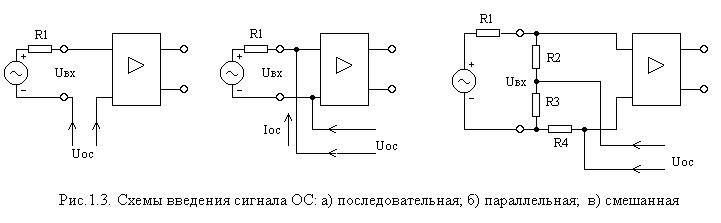 R1
Uвх
Uос
R1
Uвх
Iос
Uос
R1
R2
Uвх
R3
R4
Uос
Рис.1.3. Схемы введения сигнала ОС: а) последовательная; б) параллельная; в) смешанная